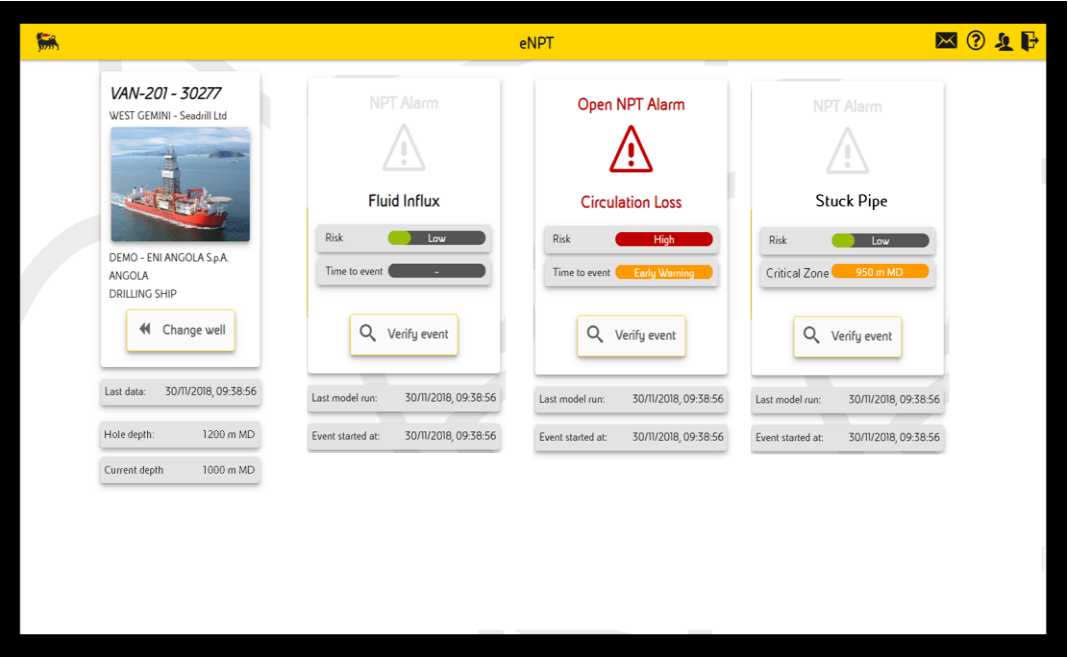 eNPT
VAN-201 - 30277
WEST GEMINI - Seadrill Ltd
DEMO - ENI ANGOLA S.p.A.
ANGOLA
DRILLING SHIP
Change well
Last data: 30/11/2018, 09:38:56
Hole depth: 1200 m MD
Current depth 1000 m MD
NPT Alarm
Fluid Influx
Risk Low
Time to event -
Verify event
Last model run: 30/11/2018, 09:38:56
Event started at: 30/11/2018, 09:38:56
Open NPT Alarm
Circulation Loss
Risk High
Time to event Early Warning
Verify event
Last model run: 30/11/2018, 09:38:56
Event started at: 30/11/2018, 09:38:56
NPT Alarm
Stuck Pipe
Risk Low
Critical Zone 950 m MD
Verify event
Last model run: 30/11/2018, 09:38:56
Event started at: 30/11/2018, 09:38:56